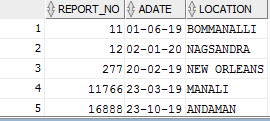 REPORT_NO ADATE LOCATION
1 11 01-06-19 BOMMANALLI
2 12 02-01-20 NAGSANDRA
3 277 20-02-19 NEW ORLEANS
4 11766 23-03-19 MANALI
5 16888 23-10-19 ANDAMAN